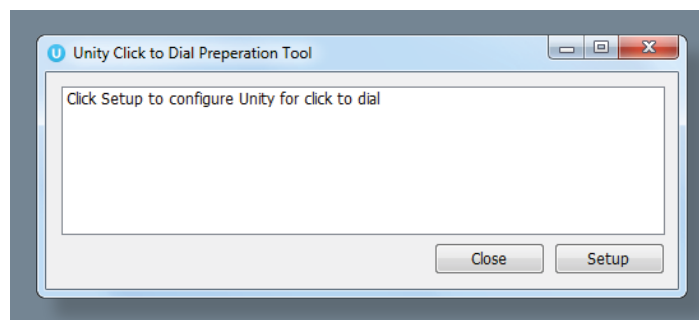 Unity Click to Dial Preperation Tool
Click Setup to configure Unity for click to dial
Close Setup